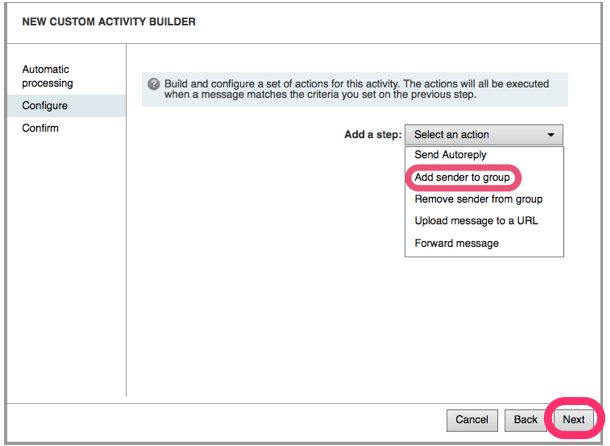 NEW CUSTOM ACTIVITY BUILDER
Automatic
processing
Configure
Confirm
? Build and configure a set of actions for this activity. The actions will all be executed
when a message matches the criteria you set on the previous step.
Add a step: Select an action
Send Autoreply
Add sender to group
Remove sender from group
Upload message to a URL
Forward message
Cancel Back Next